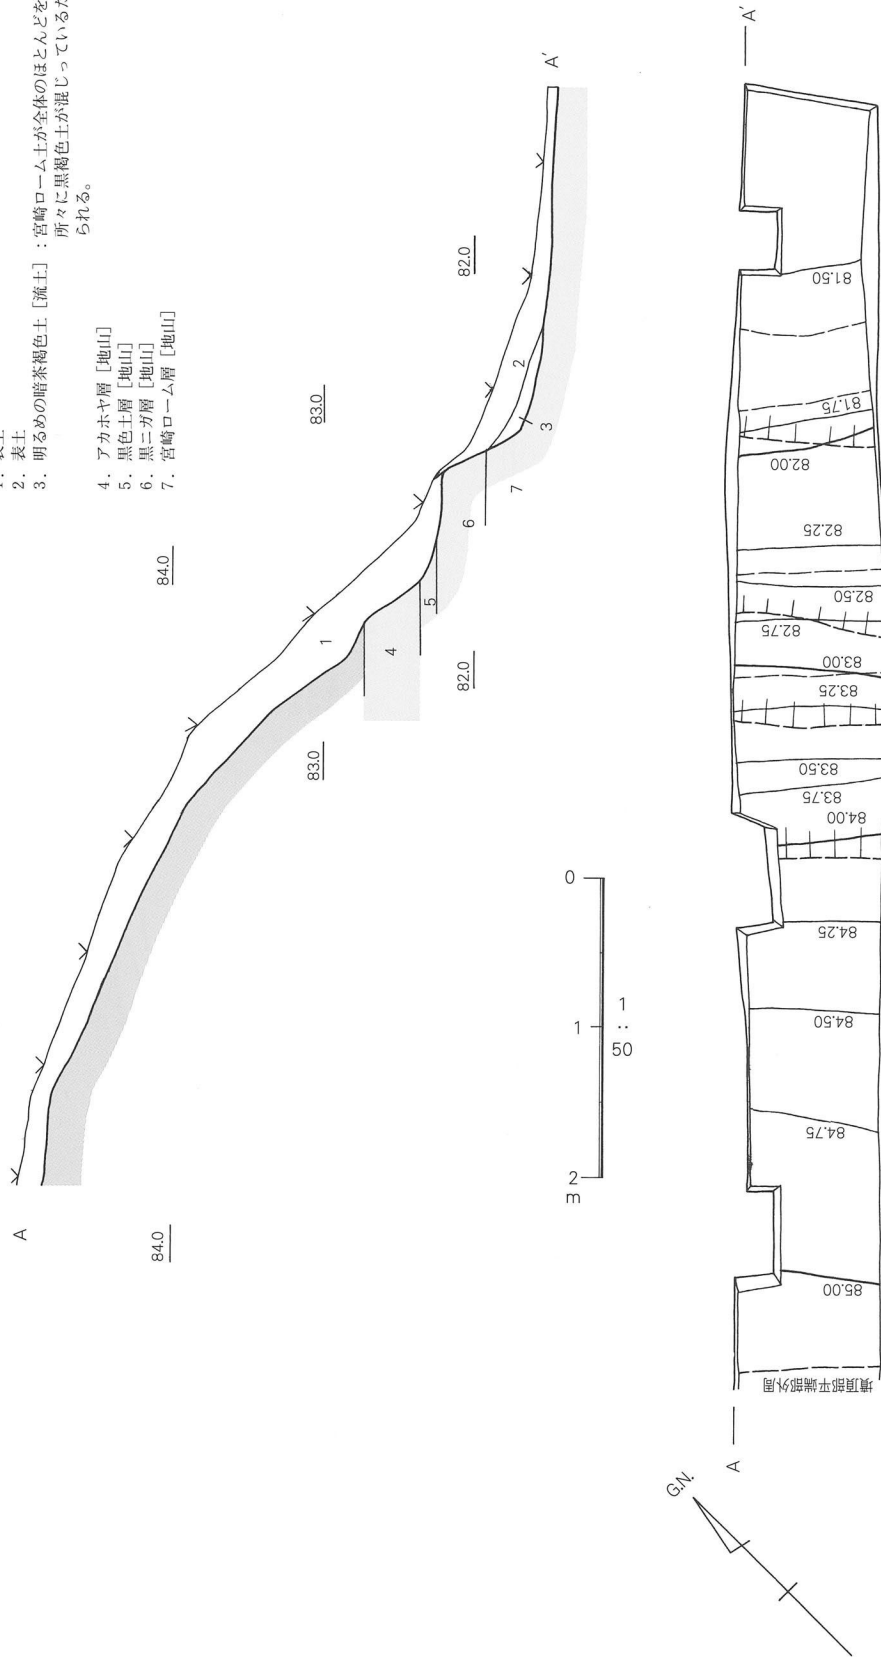 1．表土
2．表土
3．明るめの暗茶褐色土［流土］：宮崎ローム土が全体のほとんどを
所々に黒褐色土が混じっているた
られる。
4．アカホヤ層［地山］
5．黒色土層［地山］
6．黒ニガ層［地山］
7．宮崎ローム層［地山］
A
A'
84.0
83.0
82.0
84.0
83.0
82.0
1
2
3
4
5
6
7
0
1
2
m
1
:
50
A
A'
G.N.
墳頂部平端部外周
85.00
84.75
84.50
84.25
84.00
83.75
83.50
83.25
83.00
82.75
82.50
82.25
82.00
81.75
81.50